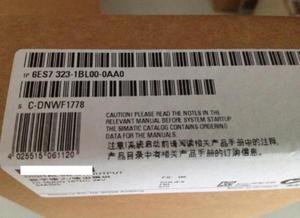 1P 6ES7 323-1BL00-0AA0
S C-DNWF1778
CAUTION! PLEASE READ THE NOTES IN THE
RELEVANT MANUAL BEFORE SYSTEM STARTUP.
THE SIMATIC CATALOG CONTAINS ORDERING
DATA FOR THE MANUALS.
注意!系统启动前请阅读相关产品手册中的注释,
产品目录中有相关产品手册的订购信息.
4 025515 061120